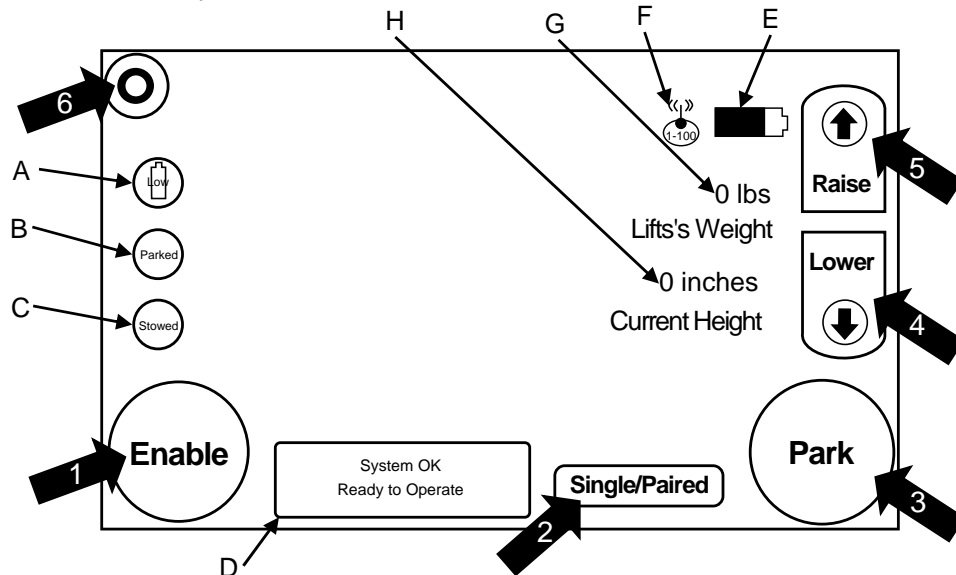 H
G
F
E
6
1-100
A
Low
5
0 lbs
Raise
Lifts's Weight
B
Parked
Lower
0 inches
C
Stowed
Current Height
4
Enable
System OK
Ready to Operate
Single/Paired
Park
1
2
3
D